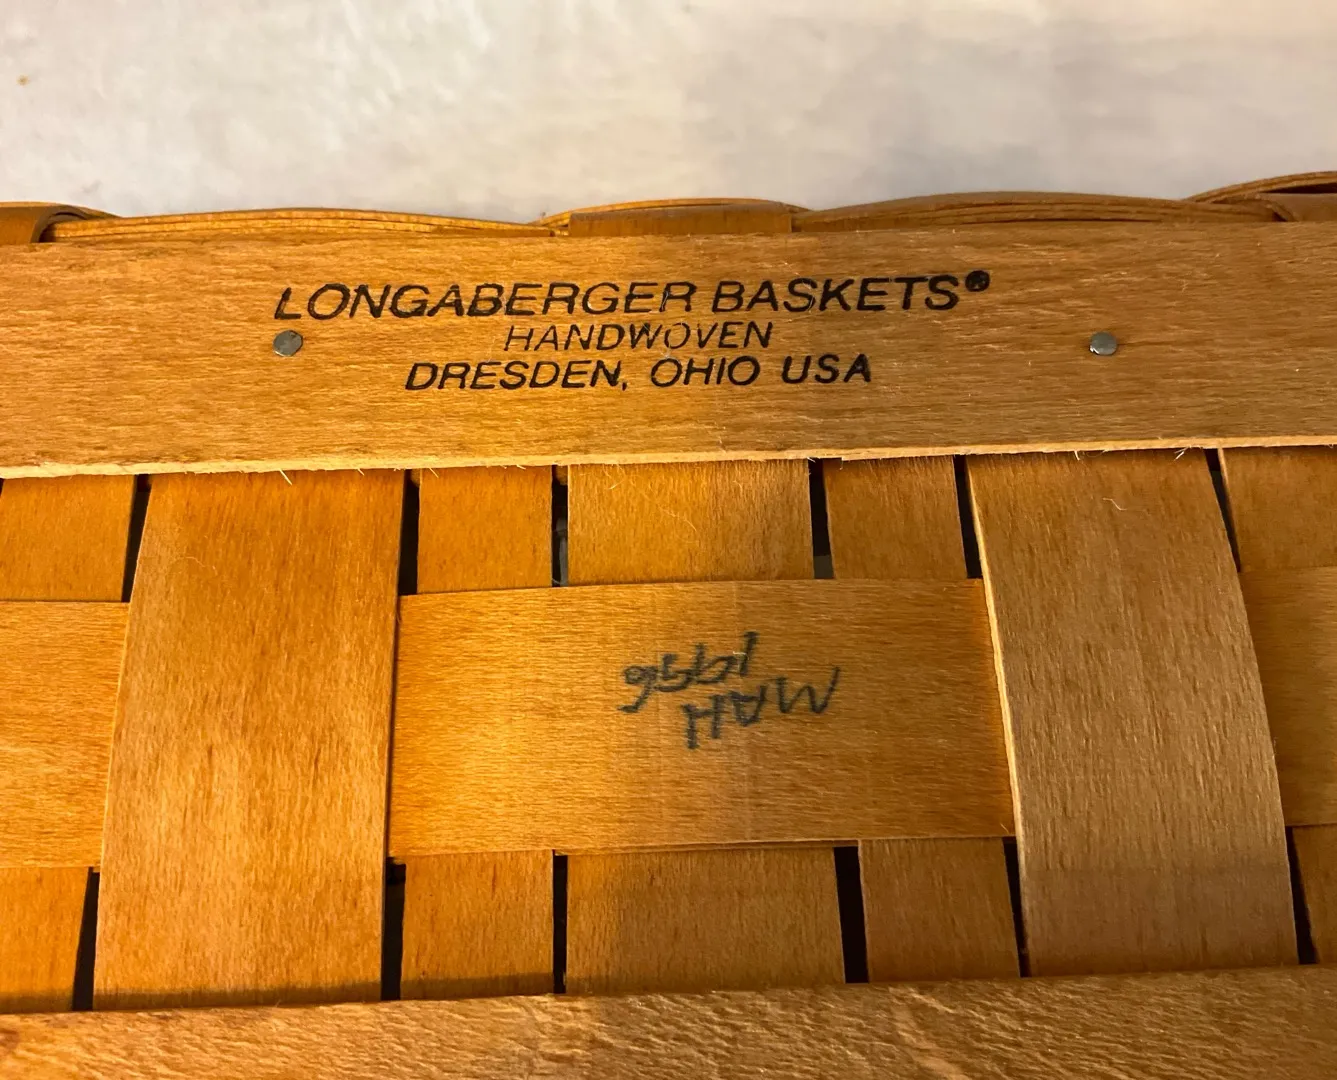 LONGABERGER BASKETS®
HANDWOVEN
DRESDEN, OHIO USA
MAH
1996